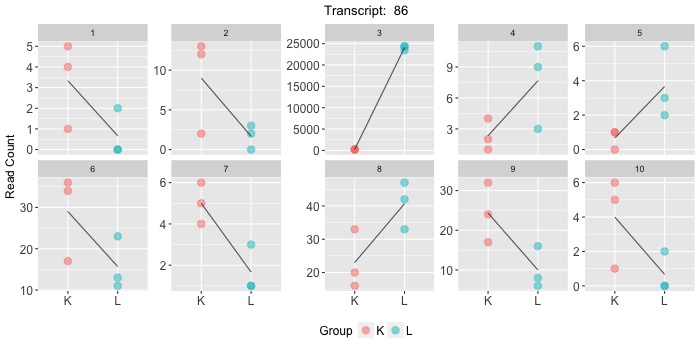 Transcript: 86
1 2 3 4 5
5 4 3 2 1 0
10 5 0
25000 20000 15000 10000 5000 0
9 6 3
6 4 2 0
Read Count
6 7 8 9 10
30 20 10
6 4 2
40 30 20
30 20 10
6 4 2 0
K L K L K L K L K L
Group K L